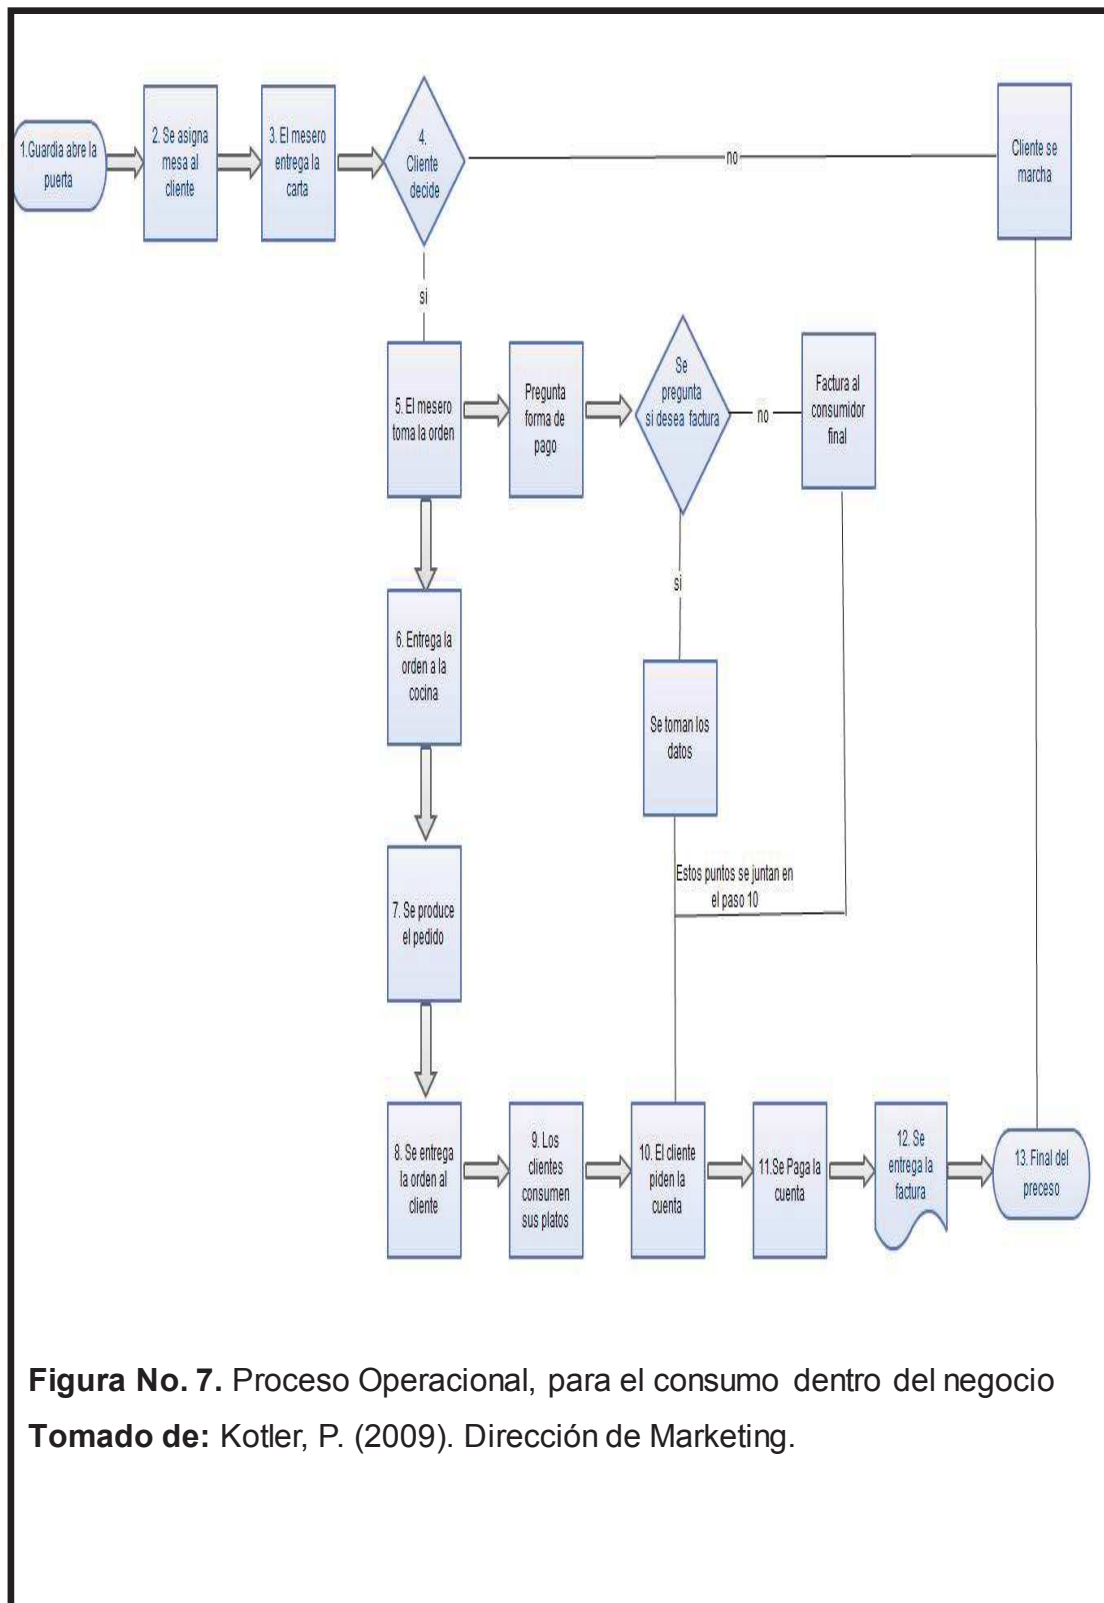 1.Guardia abre la
puerta
2. Se asigna
mesa al
cliente
3. El mesero
entrega la
carta
4.
Cliente
decide
no
Cliente se
marcha
si
5. El mesero
toma la orden
Pregunta
forma de
pago
Se
pregunta
si desea factura
no
Factura al
consumidor
final
si
6. Entrega la
orden a la
cocina
Se toman los
datos
Estos puntos se juntan en
el paso 10
7. Se produce
el pedido
8. Se entrega
la orden al
cliente
9. Los
clientes
consumen
sus platos
10. El cliente
piden la
cuenta
11.Se Paga la
cuenta
12. Se
entrega la
factura
13. Final del
preceso
Figura No. 7. Proceso Operacional, para el consumo dentro del negocio
Tomado de: Kotler, P. (2009). Dirección de Marketing.